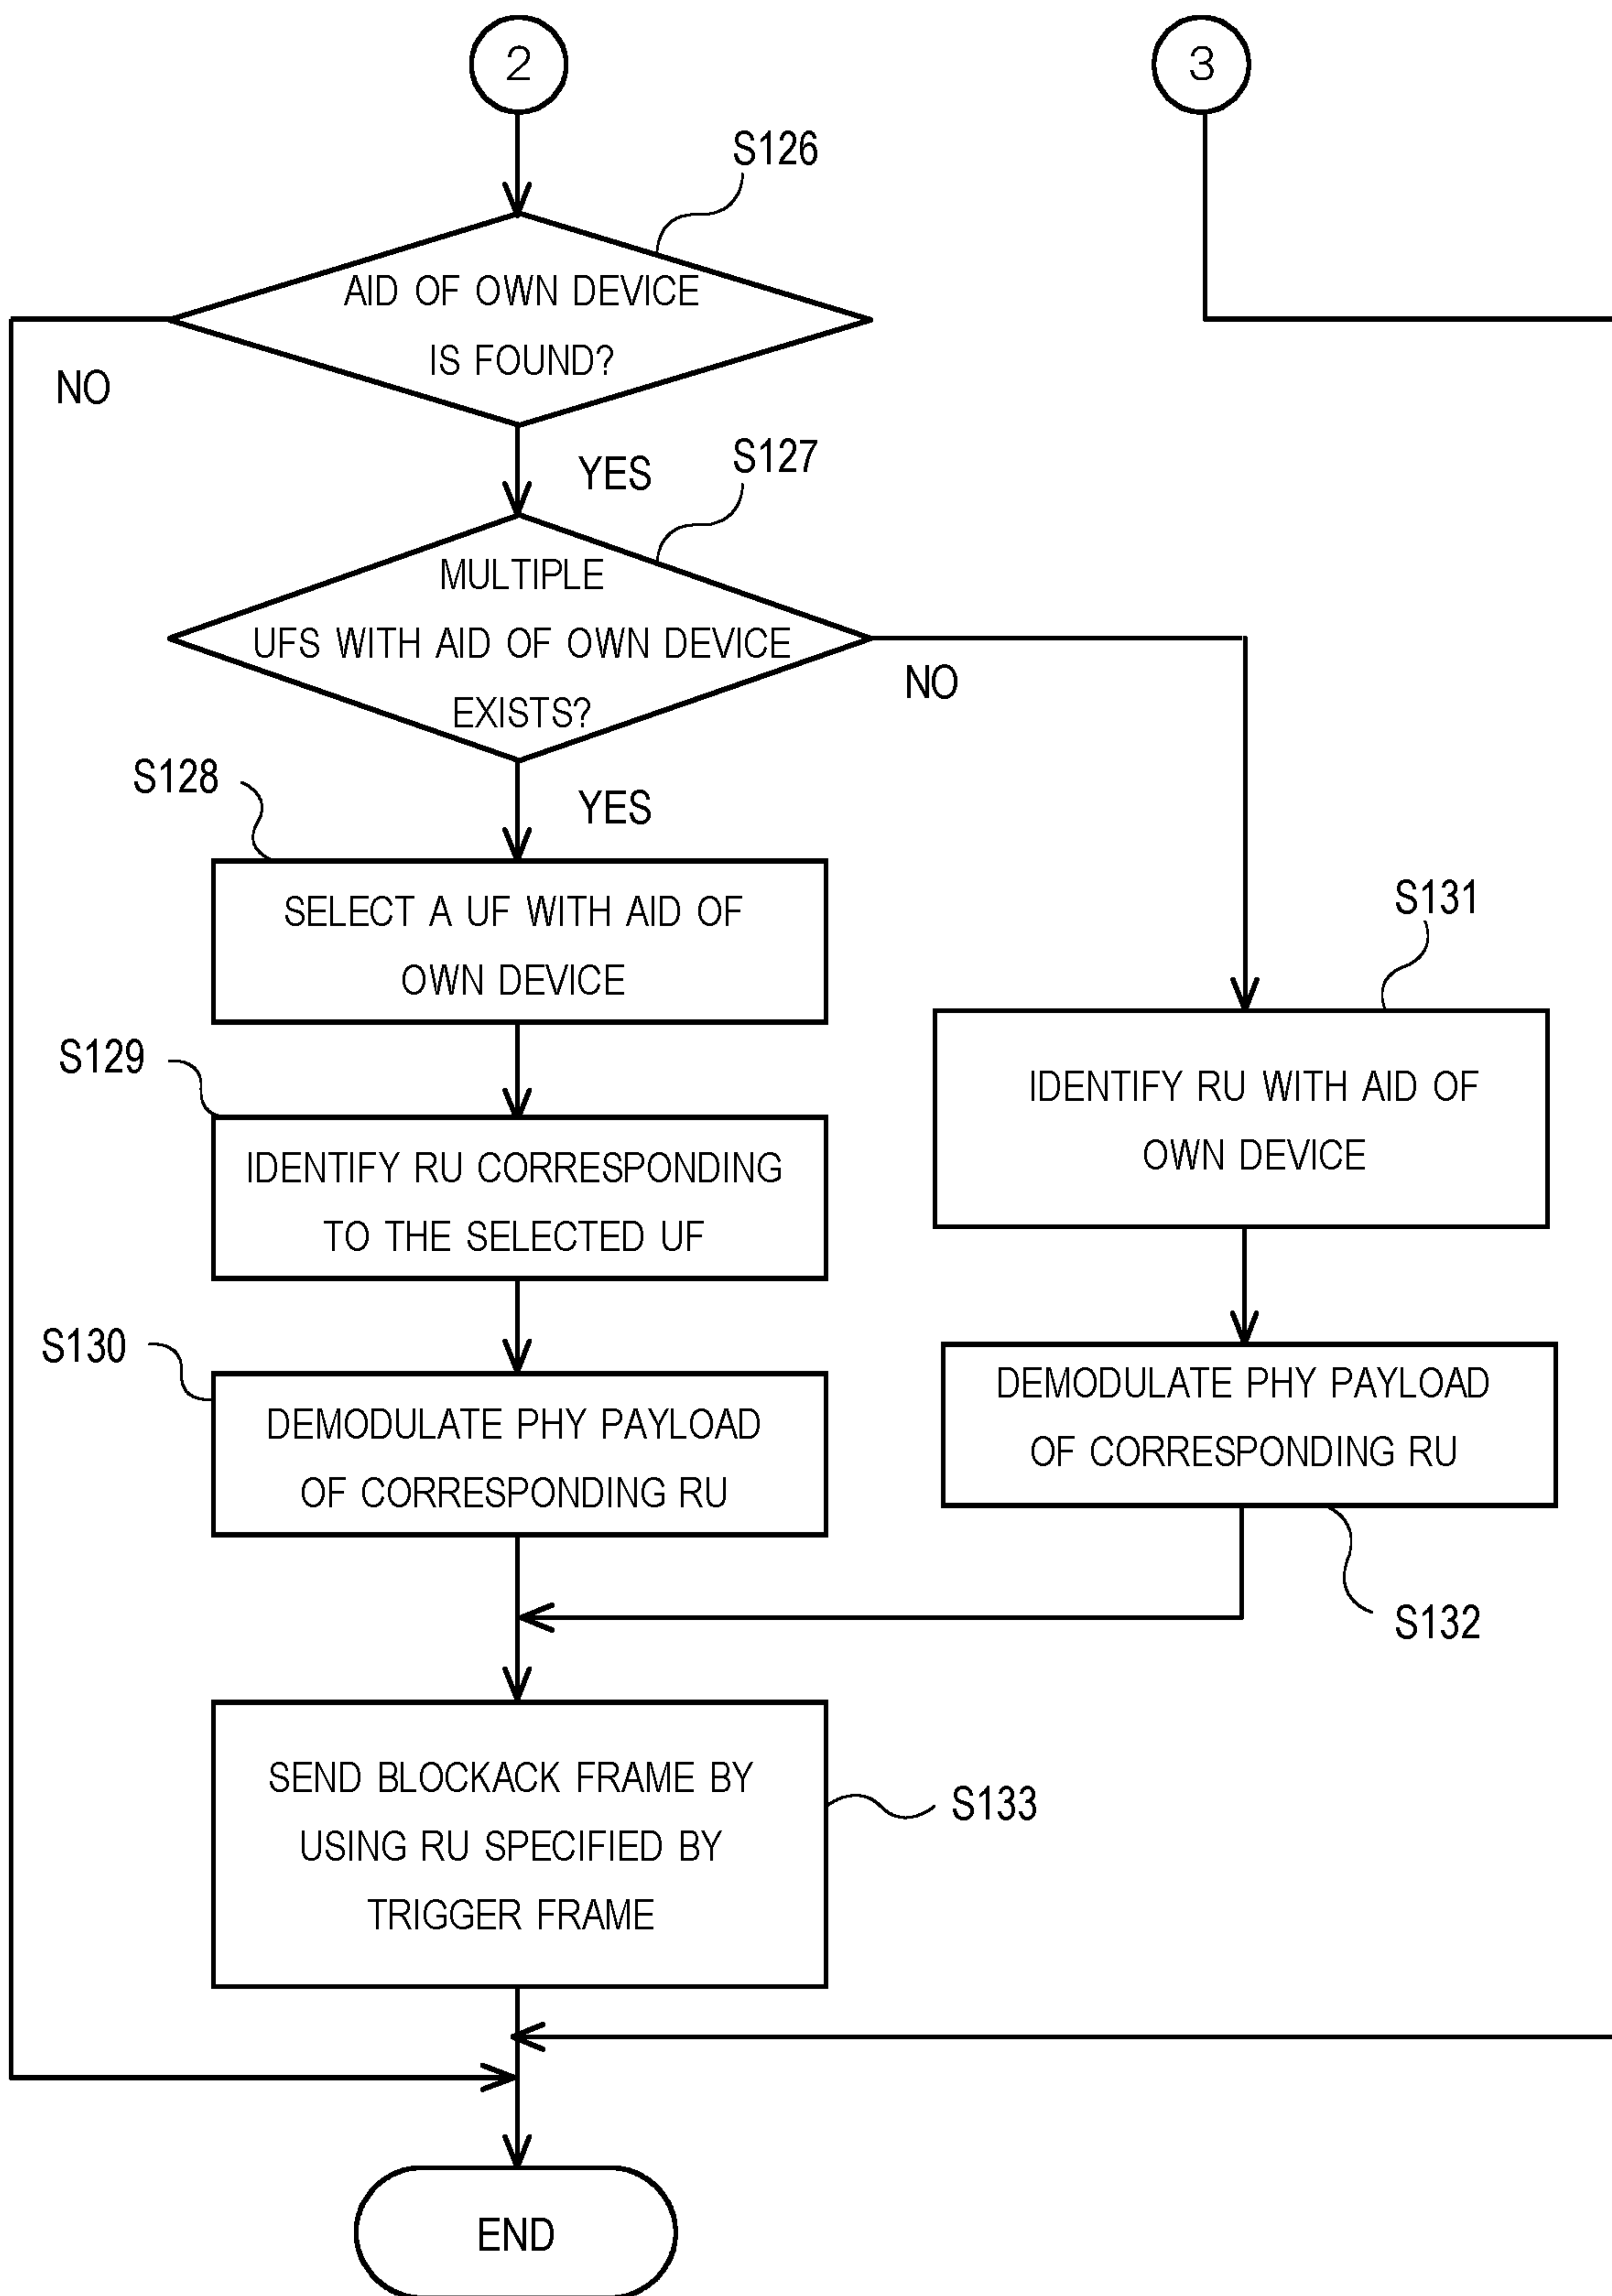 2
3
S126
AID OF OWN DEVICE
IS FOUND?
NO
YES
S127
MULTIPLE
UFS WITH AID OF OWN DEVICE
EXISTS?
NO
YES
S128
SELECT A UF WITH AID OF
OWN DEVICE
S131
IDENTIFY RU WITH AID OF
OWN DEVICE
S129
IDENTIFY RU CORRESPONDING
TO THE SELECTED UF
S130
DEMODULATE PHY PAYLOAD
OF CORRESPONDING RU
DEMODULATE PHY PAYLOAD
OF CORRESPONDING RU
S132
SEND BLOCKACK FRAME BY
USING RU SPECIFIED BY
TRIGGER FRAME
S133
END